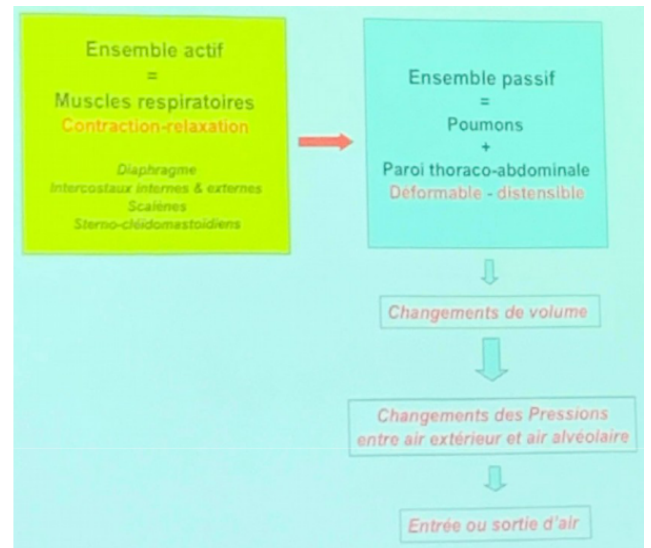 Ensemble actif
=
Muscles respiratoires
Contraction-relaxation
Diaphragme
Intercostaux internes & externes
Scalènes
Sterno-cléidomastoïdiens
Ensemble passif
=
Poumons
+
Paroi thoraco-abdominale
Déformable - distensible
Changements de volume
Changements des Pressions
entre air extérieur et air alvéolaire
Entrée ou sortie d'air